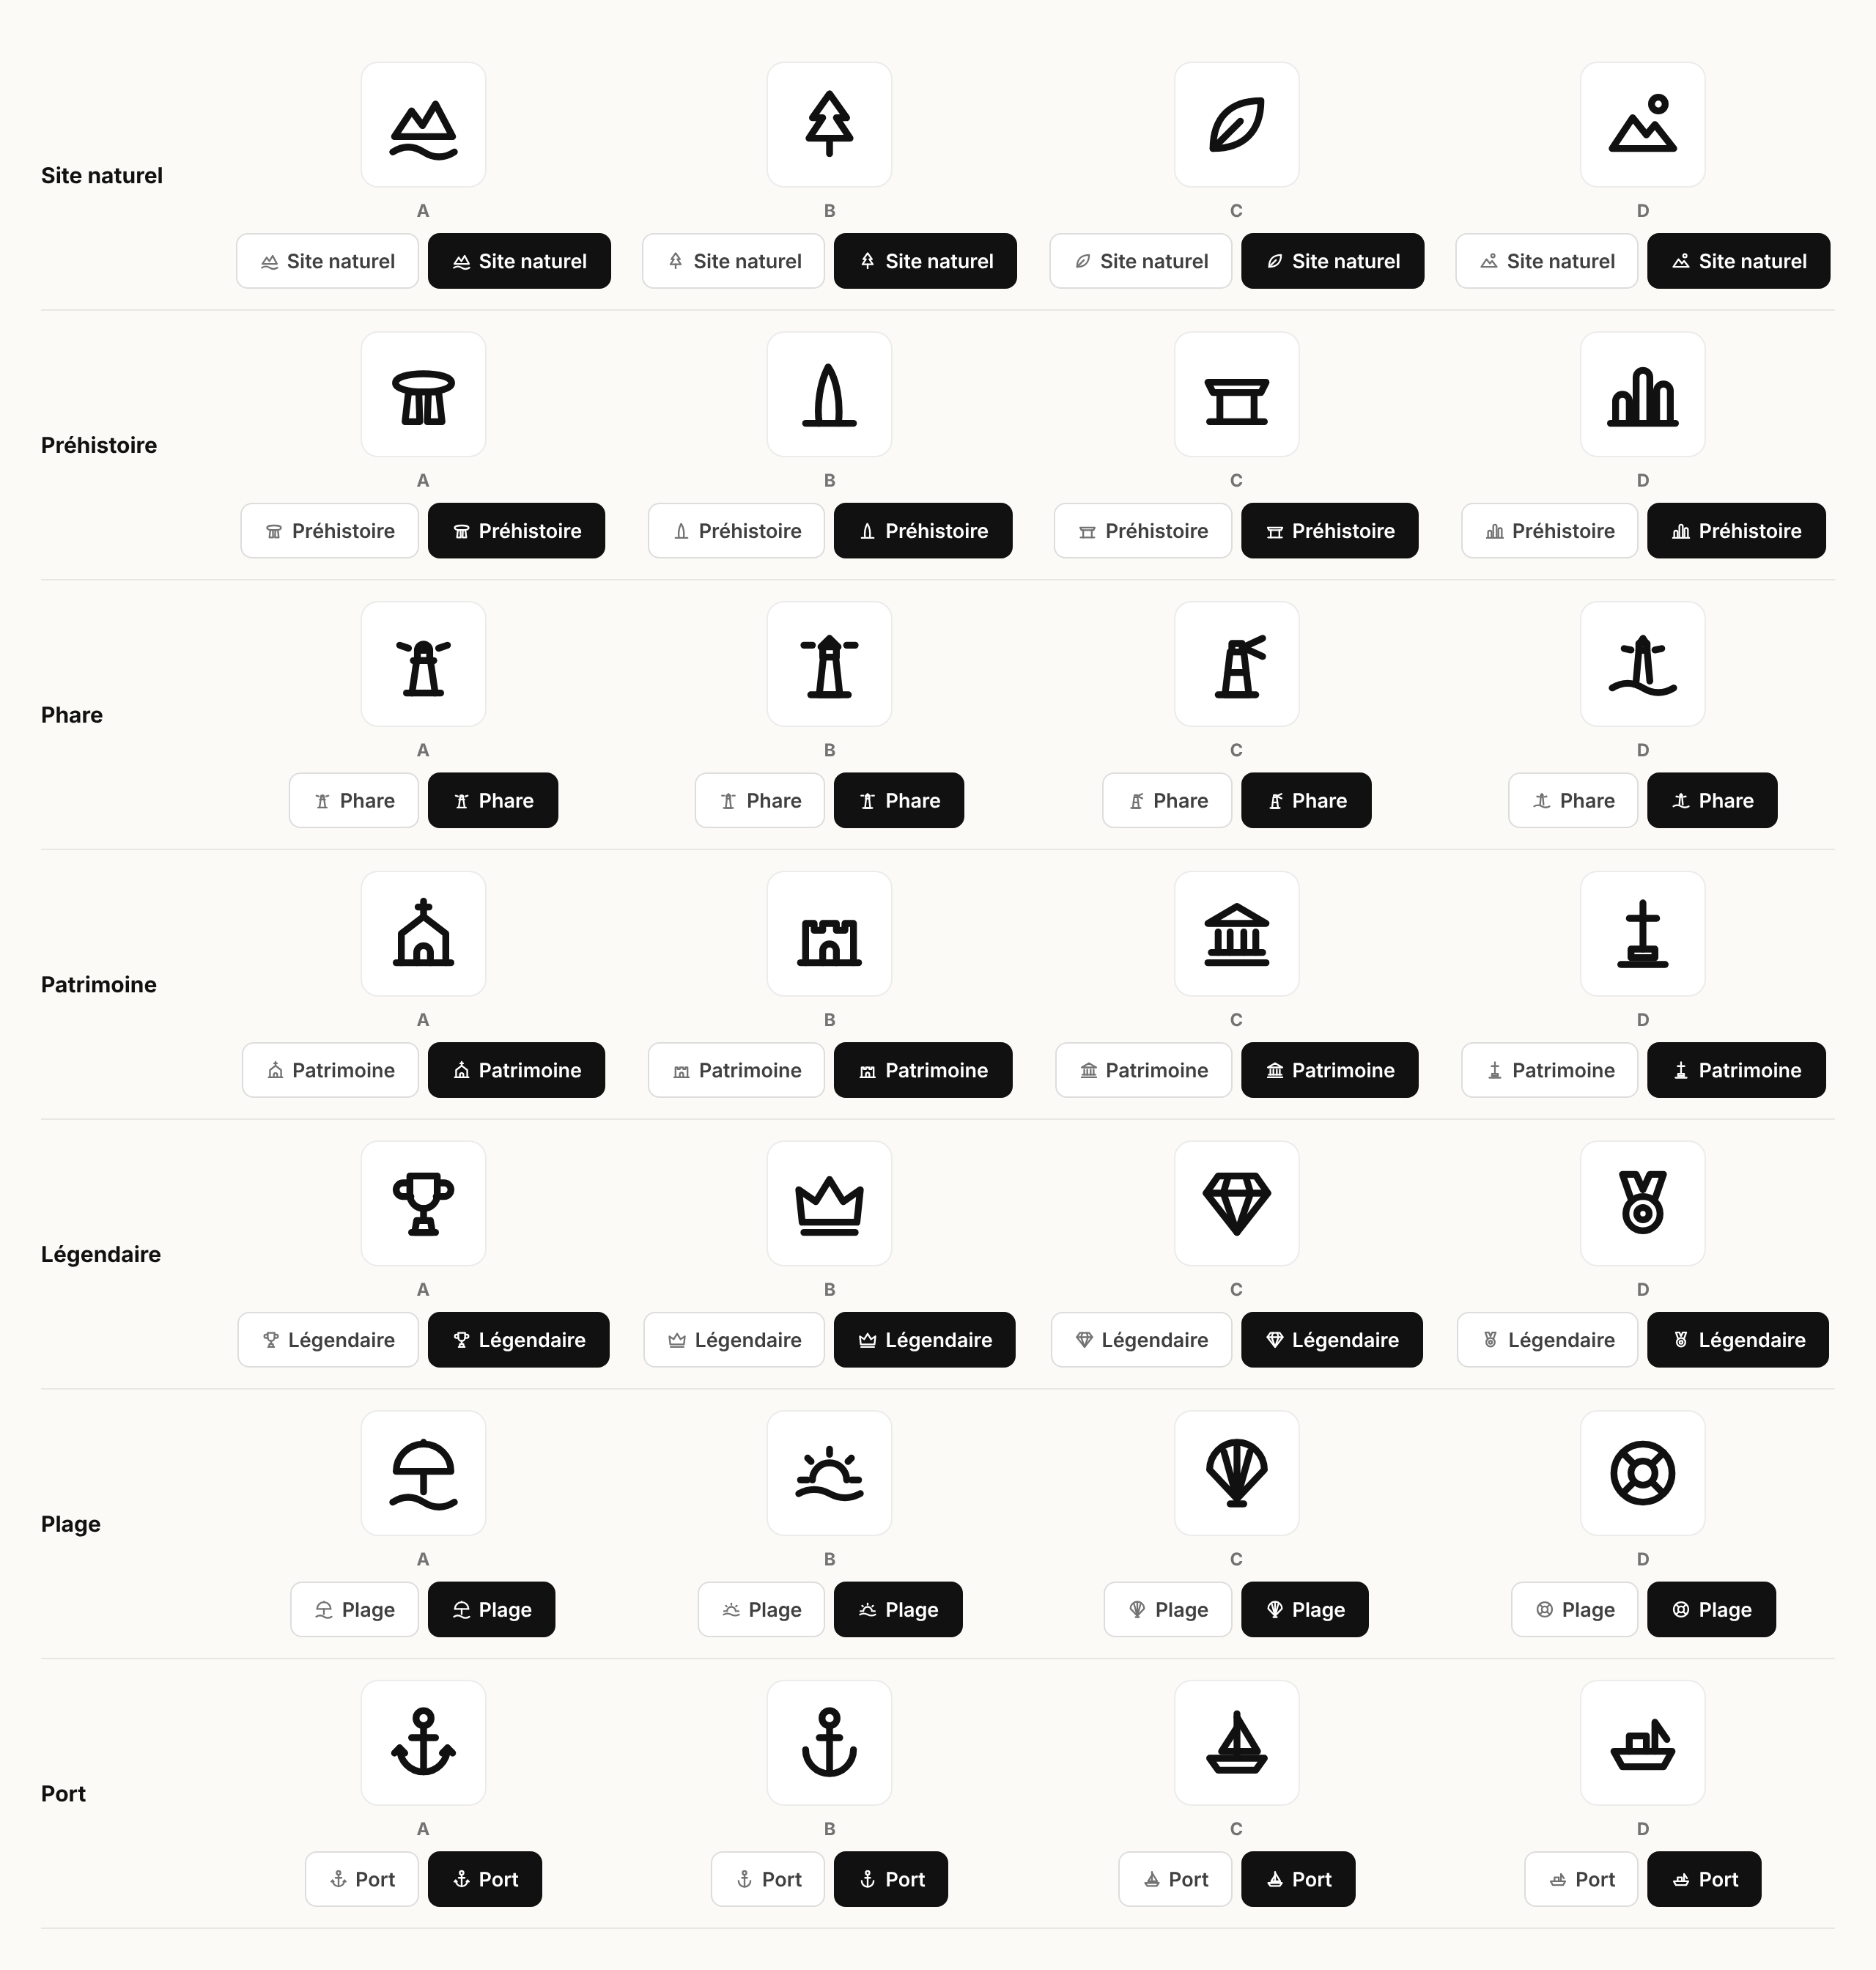 Site naturel
A
B
C
D
Site naturel Site naturel Site naturel Site naturel Site naturel Site naturel Site naturel Site naturel
Préhistoire
A
B
C
D
Préhistoire Préhistoire Préhistoire Préhistoire Préhistoire Préhistoire Préhistoire Préhistoire
Phare
A
B
C
D
Phare Phare Phare Phare Phare Phare Phare Phare
Patrimoine
A
B
C
D
Patrimoine Patrimoine Patrimoine Patrimoine Patrimoine Patrimoine Patrimoine Patrimoine
Légendaire
A
B
C
D
Légendaire Légendaire Légendaire Légendaire Légendaire Légendaire Légendaire Légendaire
Plage
A
B
C
D
Plage Plage Plage Plage Plage Plage Plage Plage
Port
A
B
C
D
Port Port Port Port Port Port Port Port